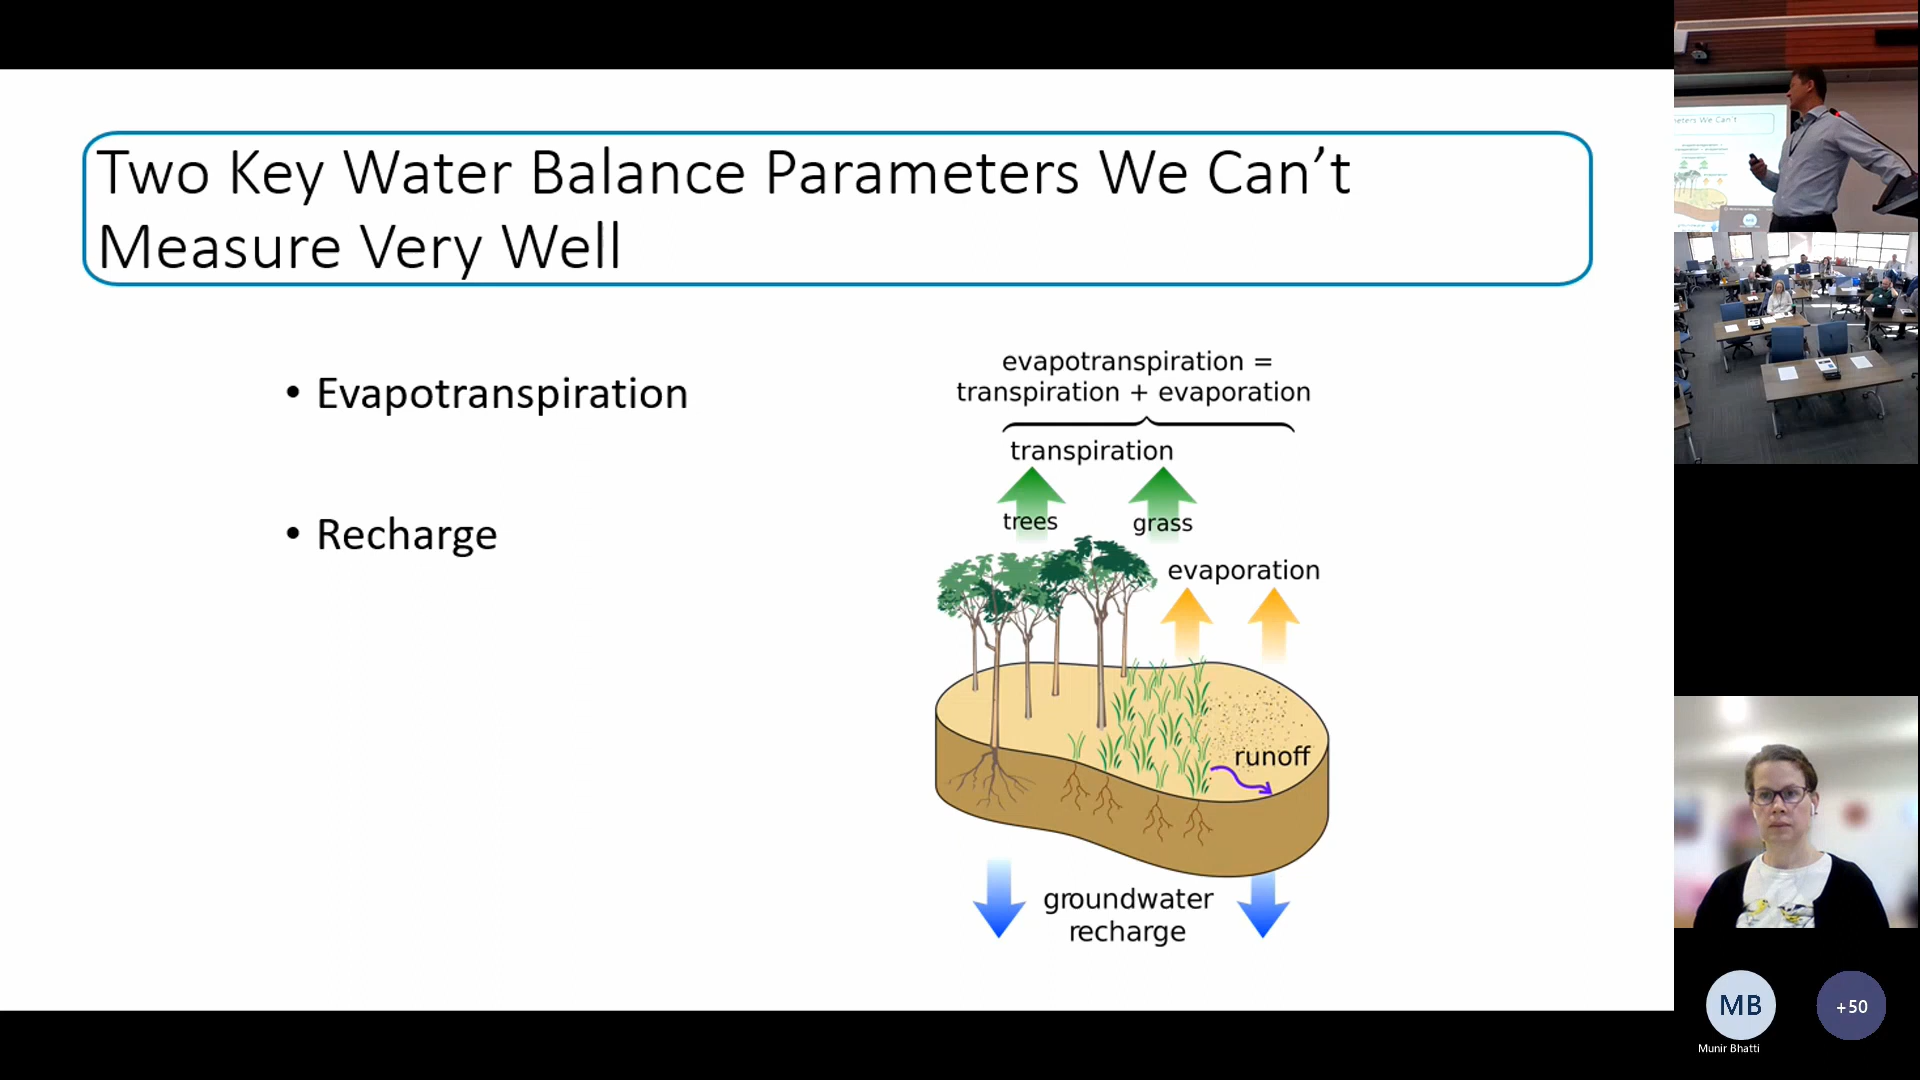 Two Key Water Balance Parameters We Can’t
Measure Very Well
• Evapotranspiration
• Recharge
evapotranspiration =
transpiration + evaporation
transpiration
trees
grass
evaporation
runoff
groundwater
recharge
MB
Munir Bhatti
+50